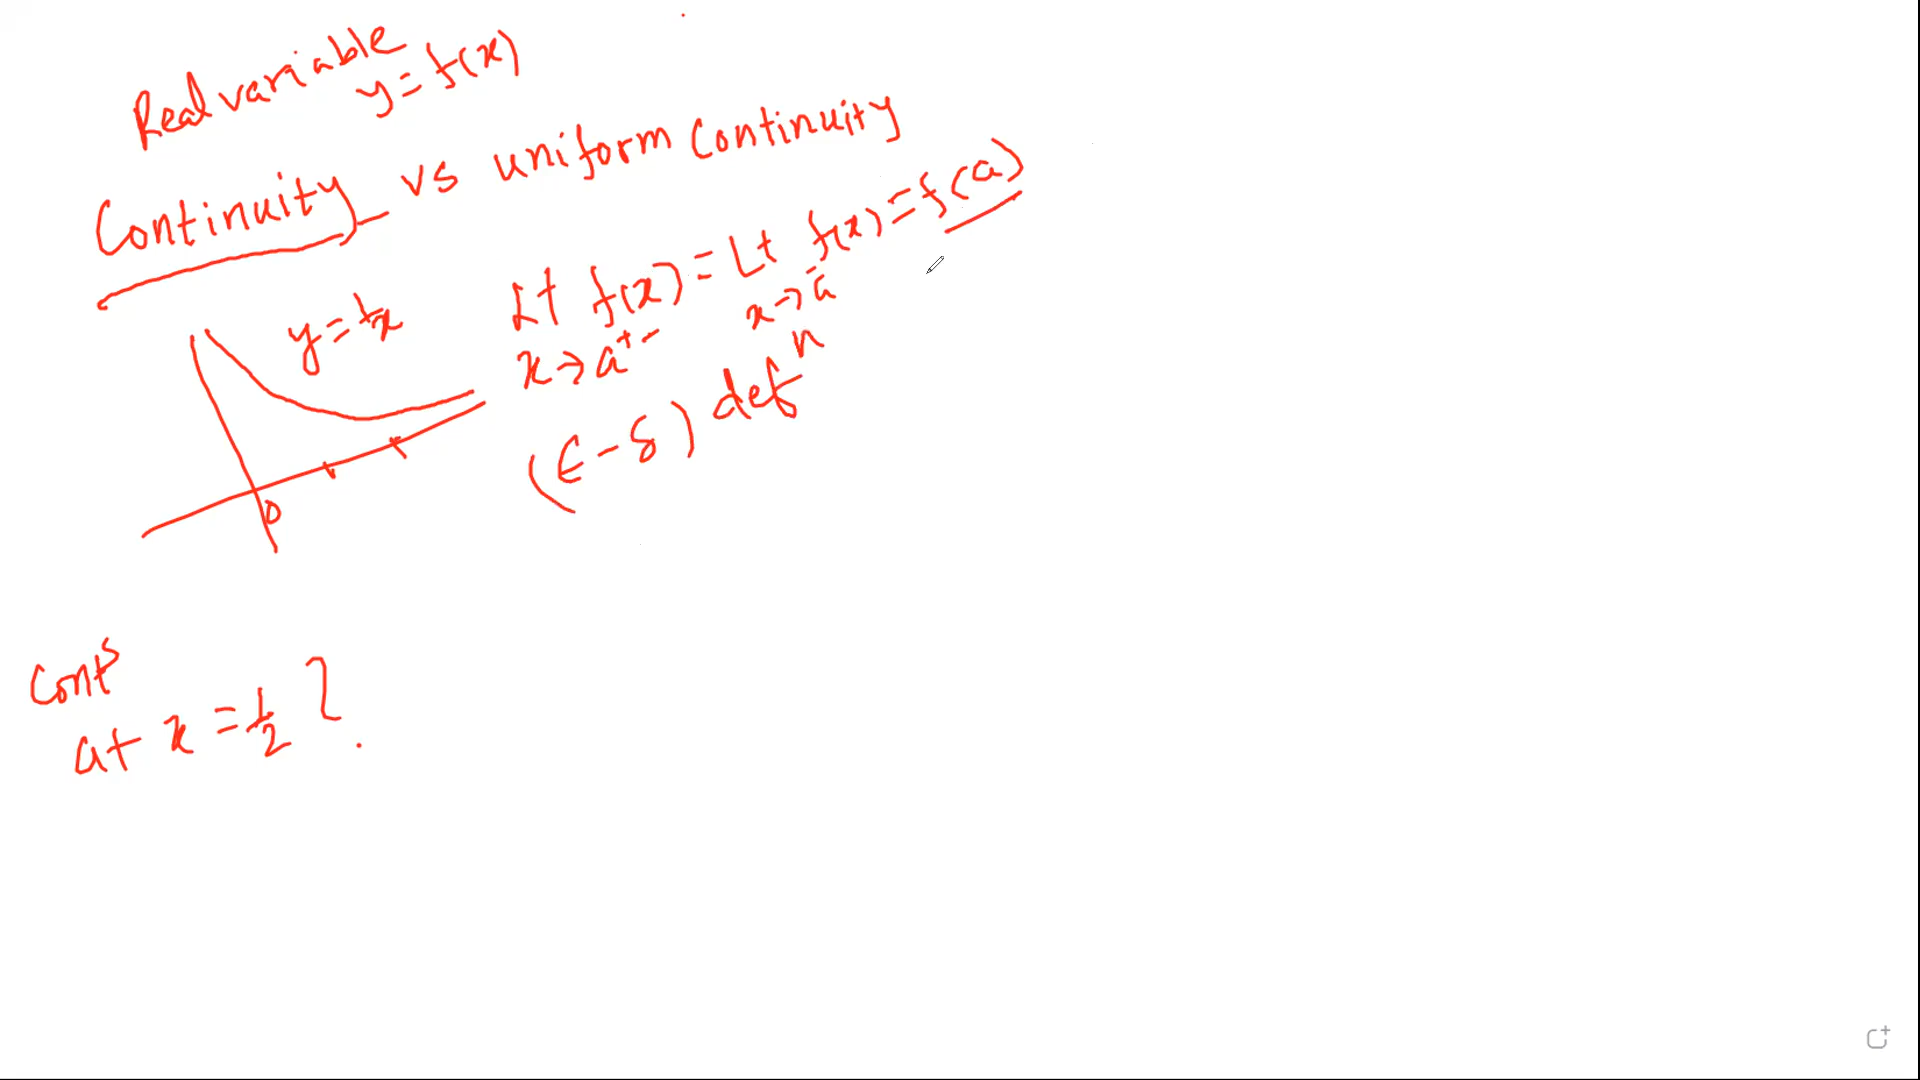 Real variable
y = f(x)
Continuity vs uniform Continuity
y = 1/x
Lt f(x) = Lt f(x) = f(a)
x→a⁺ x→a⁻
(ϵ-δ) defⁿ
0
Contˢ
at x = 1/2 ?